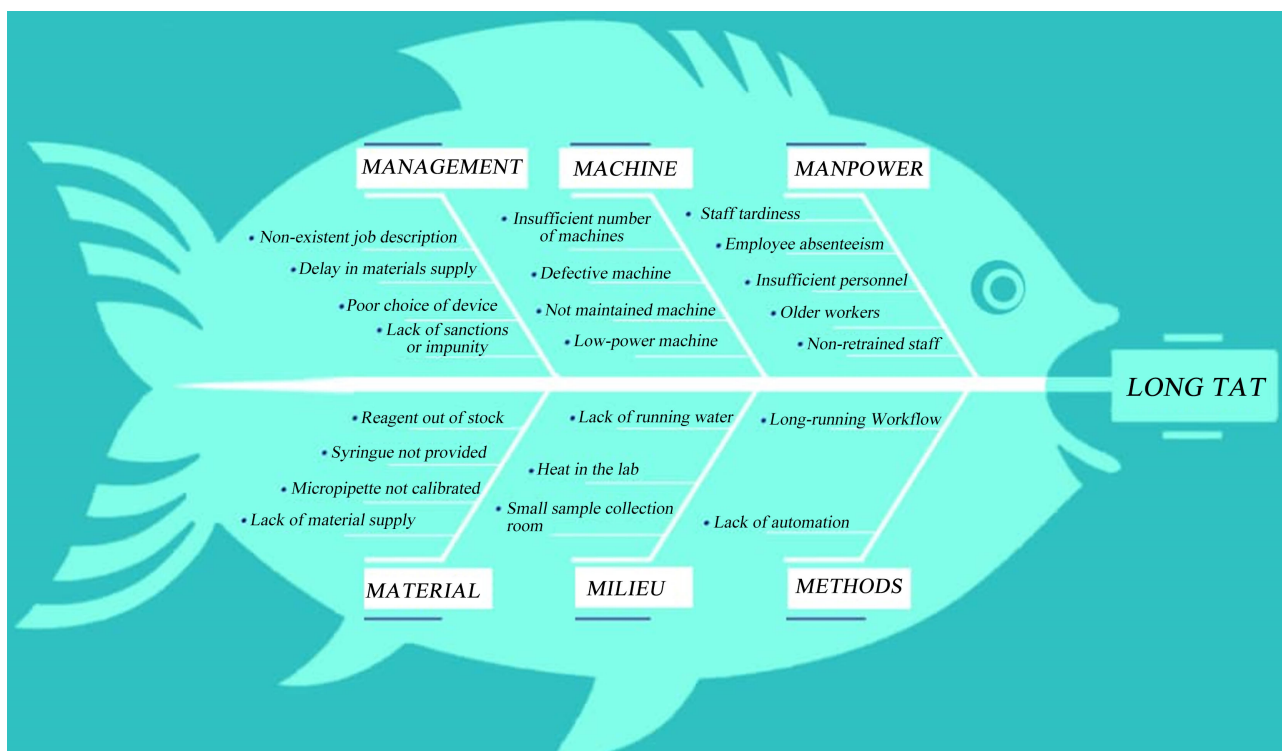 MANAGEMENT
Non-existent job description
Delay in materials supply
Poor choice of device
Lack of sanctions
or impunity
MACHINE
Insufficient number
of machines
Defective machine
Not maintained machine
Low-power machine
MANPOWER
Staff tardiness
Employee absenteeism
Insufficient personnel
Older workers
Non-retrained staff
LONG TAT
Reagent out of stock
Syringue not provided
Micropipette not calibrated
Lack of material supply
MATERIAL
Lack of running water
Heat in the lab
Small sample collection
room
MILIEU
Long-running Workflow
Lack of automation
METHODS